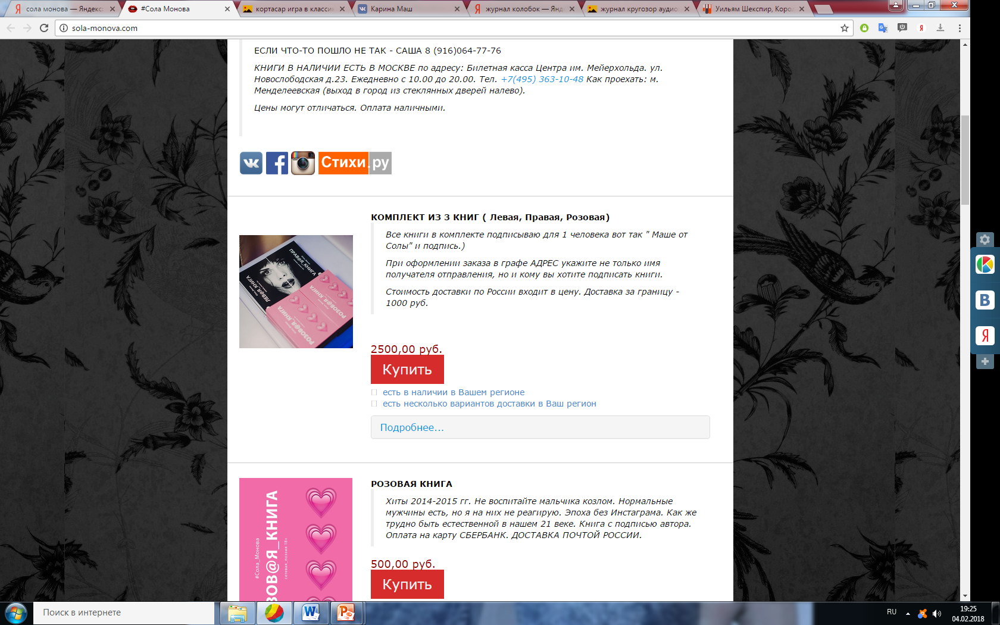 сола монова — Яндекс
#Сола Монова
кортасар игра в классик
Карина Маш
журнал колобок — Янд
журнал кругозор аудио
Уильям Шекспир, Корол
sola-monova.com
ЕСЛИ ЧТО-ТО ПОШЛО НЕ ТАК - САША 8 (916)064-77-76
КНИГИ В НАЛИЧИИ ЕСТЬ В МОСКВЕ по адресу: Билетная касса Центра им. Мейерхольда. ул.
Новослободская д.23. Ежедневно с 10.00 до 20.00. Тел. +7(495) 363-10-48 Как проехать: м.
Менделеевская (выход в город из стеклянных дверей налево).
Цены могут отличаться. Оплата наличными.
Стихи.ру
КОМПЛЕКТ ИЗ 3 КНИГ ( Левая, Правая, Розовая)
Все книги в комплекте подписываю для 1 человека вот так " Маше от
Солы" и подпись.)
При оформлении заказа в графе АДРЕС укажите не только имя
получателя отправления, но и кому вы хотите подписать книги.
Стоимость доставки по России входит в цену. Доставка за границу -
1000 руб.
ПРАВ@Я_КНИГА
ЛЕВ@Я_КНИГА
РОЗОВ@Я_КНИГА
РОЗОВ@Я_КНИГА
2500,00 руб.
Купить
есть в наличии в Вашем регионе
есть несколько вариантов доставки в Ваш регион
Подробнее...
РОЗОВАЯ КНИГА
Хиты 2014-2015 гг. Не воспитайте мальчика козлом. Нормальные
мужчины есть, но я на них не реагирую. Эпоха без Инстаграма. Как же
трудно быть естественной в нашем 21 веке. Книга с подписью автора.
Оплата на карту СБЕРБАНК. ДОСТАВКА ПОЧТОЙ РОССИИ.
#Сола_Монова
ЗОВ@Я_КНИГА
сетевая_поэзия 18+
500,00 руб.
Купить
Поиск в интернете
RU
19:25
04.02.2018